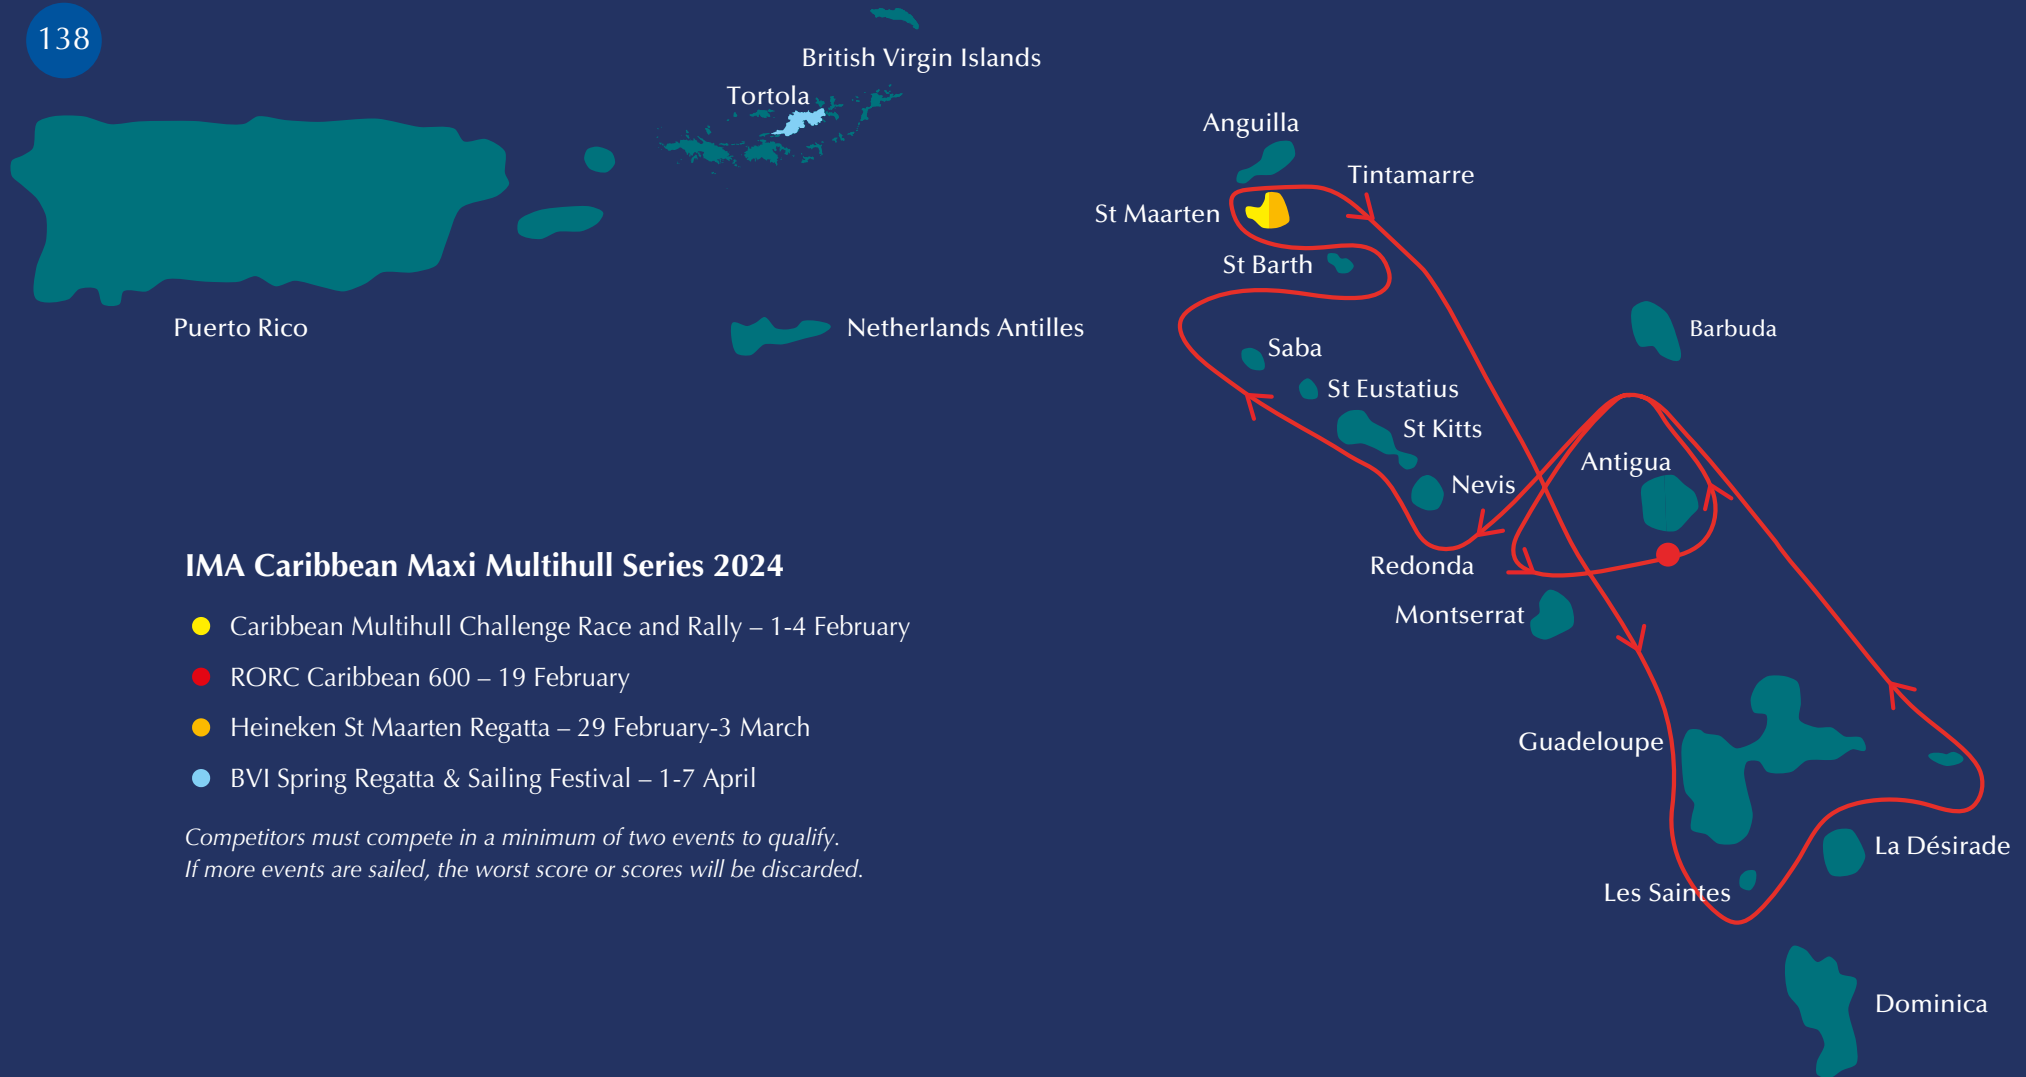 138
British Virgin Islands
Tortola
Anguilla
Tintamarre
St Maarten
St Barth
Puerto Rico
Netherlands Antilles
Barbuda
Saba
St Eustatius
St Kitts
Antigua
Nevis
Redonda
Montserrat
IMA Caribbean Maxi Multihull Series 2024
Caribbean Multihull Challenge Race and Rally – 1-4 February
RORC Caribbean 600 – 19 February
Heineken St Maarten Regatta – 29 February-3 March
BVI Spring Regatta & Sailing Festival – 1-7 April
Competitors must compete in a minimum of two events to qualify.
If more events are sailed, the worst score or scores will be discarded.
Guadeloupe
La Désirade
Les Saintes
Dominica